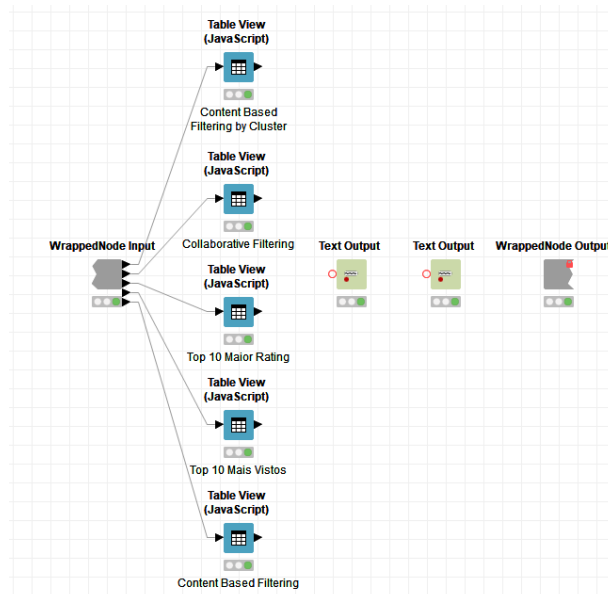 Table View
(JavaScript)
Content Based
Filtering by Cluster
Table View
(JavaScript)
Collaborative Filtering
WrappedNode Input
Text Output
Text Output
WrappedNode Output
Table View
(JavaScript)
Top 10 Maior Rating
Table View
(JavaScript)
Top 10 Mais Vistos
Table View
(JavaScript)
Content Based Filtering